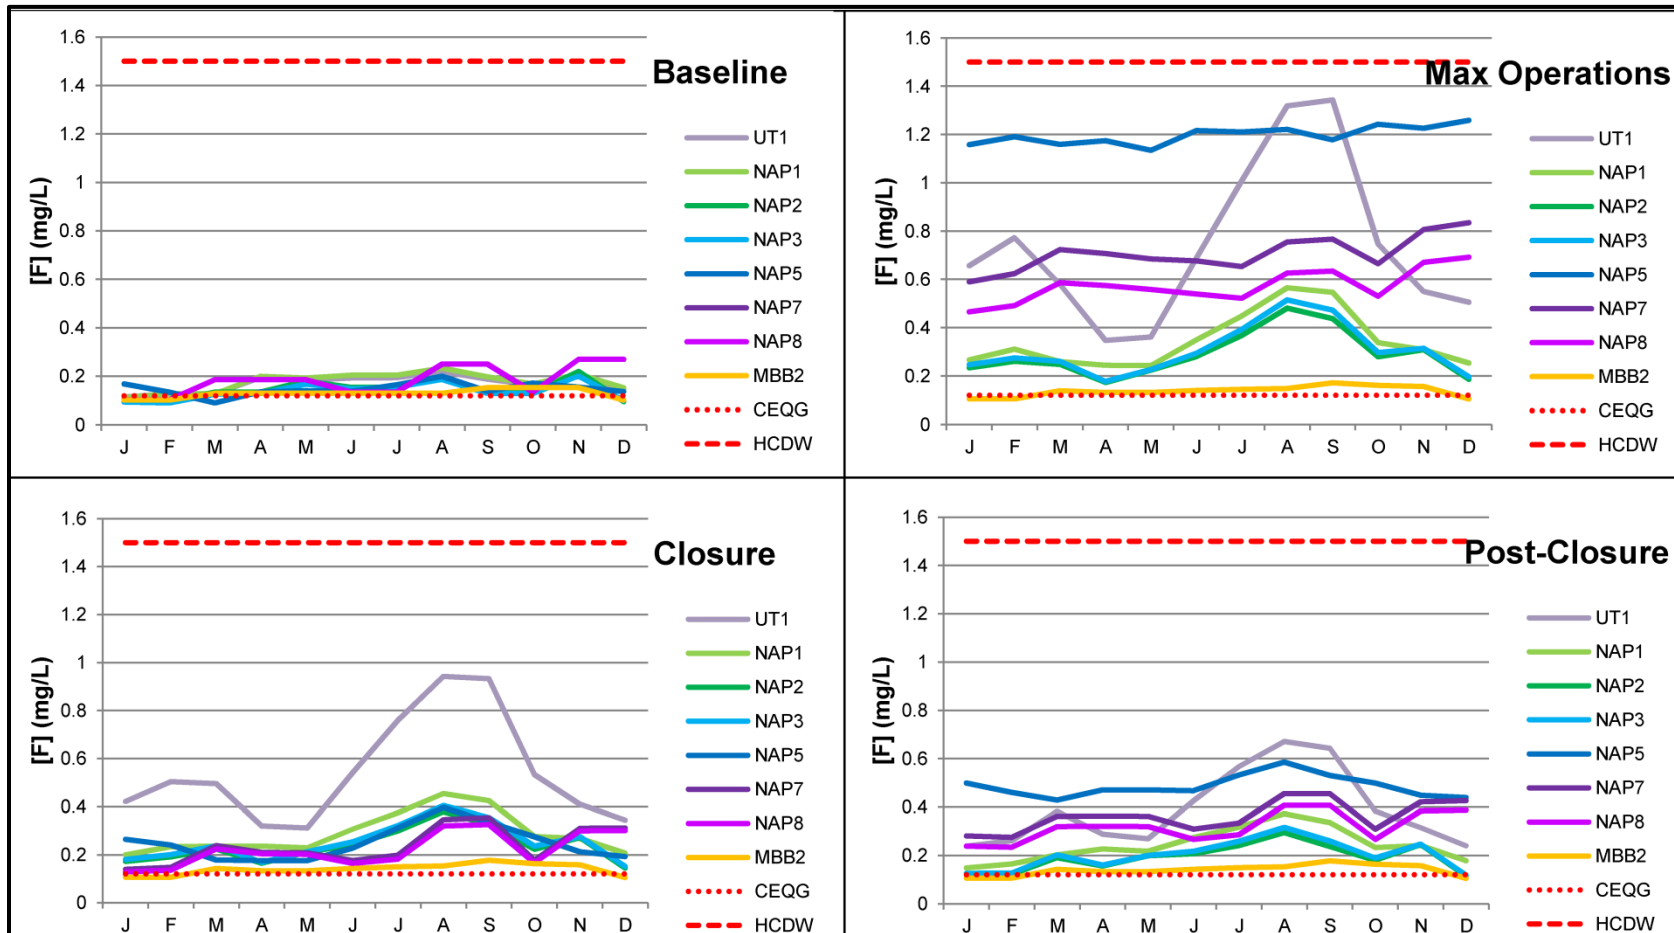 Baseline
[F] (mg/L)
1.6
1.4
1.2
1
0.8
0.6
0.4
0.2
0
J F M A M J J A S O N D
UT1
NAP1
NAP2
NAP3
NAP5
NAP7
NAP8
MBB2
CEQG
HCDW
Max Operations
[F] (mg/L)
1.6
1.4
1.2
1
0.8
0.6
0.4
0.2
0
J F M A M J J A S O N D
UT1
NAP1
NAP2
NAP3
NAP5
NAP7
NAP8
MBB2
CEQG
HCDW
Closure
[F] (mg/L)
1.6
1.4
1.2
1
0.8
0.6
0.4
0.2
0
J F M A M J J A S O N D
UT1
NAP1
NAP2
NAP3
NAP5
NAP7
NAP8
MBB2
CEQG
HCDW
Post-Closure
[F] (mg/L)
1.6
1.4
1.2
1
0.8
0.6
0.4
0.2
0
J F M A M J J A S O N D
UT1
NAP1
NAP2
NAP3
NAP5
NAP7
NAP8
MBB2
CEQG
HCDW